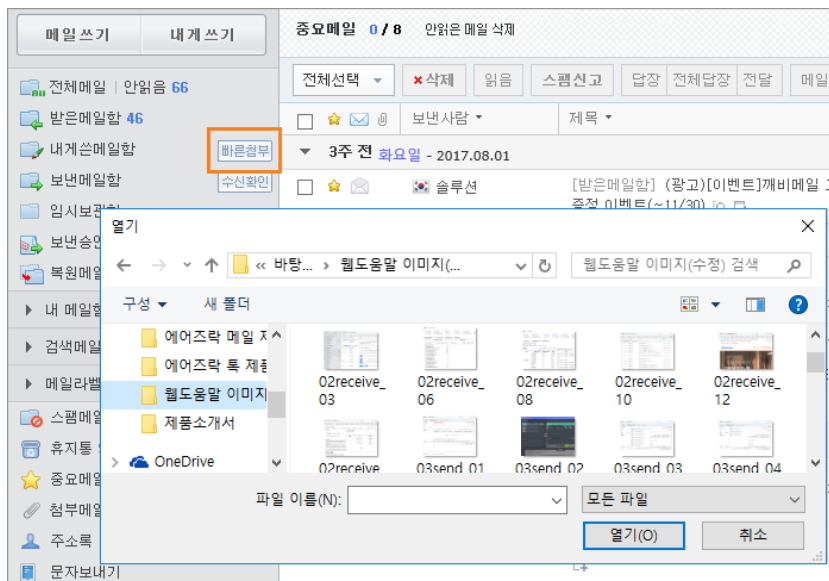 메일쓰기 내게쓰기
중요메일 0 / 8 안읽은 메일 삭제
전체메일 | 안읽음 66
받은메일함 46
내게쓴메일함 빠른첨부
보낸메일함 수신확인
임시보관
보낸승인
복원메일
내 메일함
검색메일
메일라벨
스팸메일
휴지통
중요메일
첨부메일
주소록
문자보내기
전체선택 ×삭제 읽음 스팸신고 답장 전체답장 전달 메일
보낸사람 제목
3주 전 화요일 - 2017.08.01
솔루션 [받은메일함] (광고)[이벤트]깨비메일
증정 이벤트(~11/30)
열기
« 바탕... › 웹도움말 이미지(... 웹도움말 이미지(수정) 검색
구성 새 폴더
에어즈락 메일
에어즈락 톡 제품
웹도움말 이미지
제품소개서
OneDrive
02receive_03 02receive_06 02receive_08 02receive_10 02receive_12
02receive 03send_01 03send_02 03send_03 03send_04
파일 이름(N): 모든 파일
열기(O) 취소